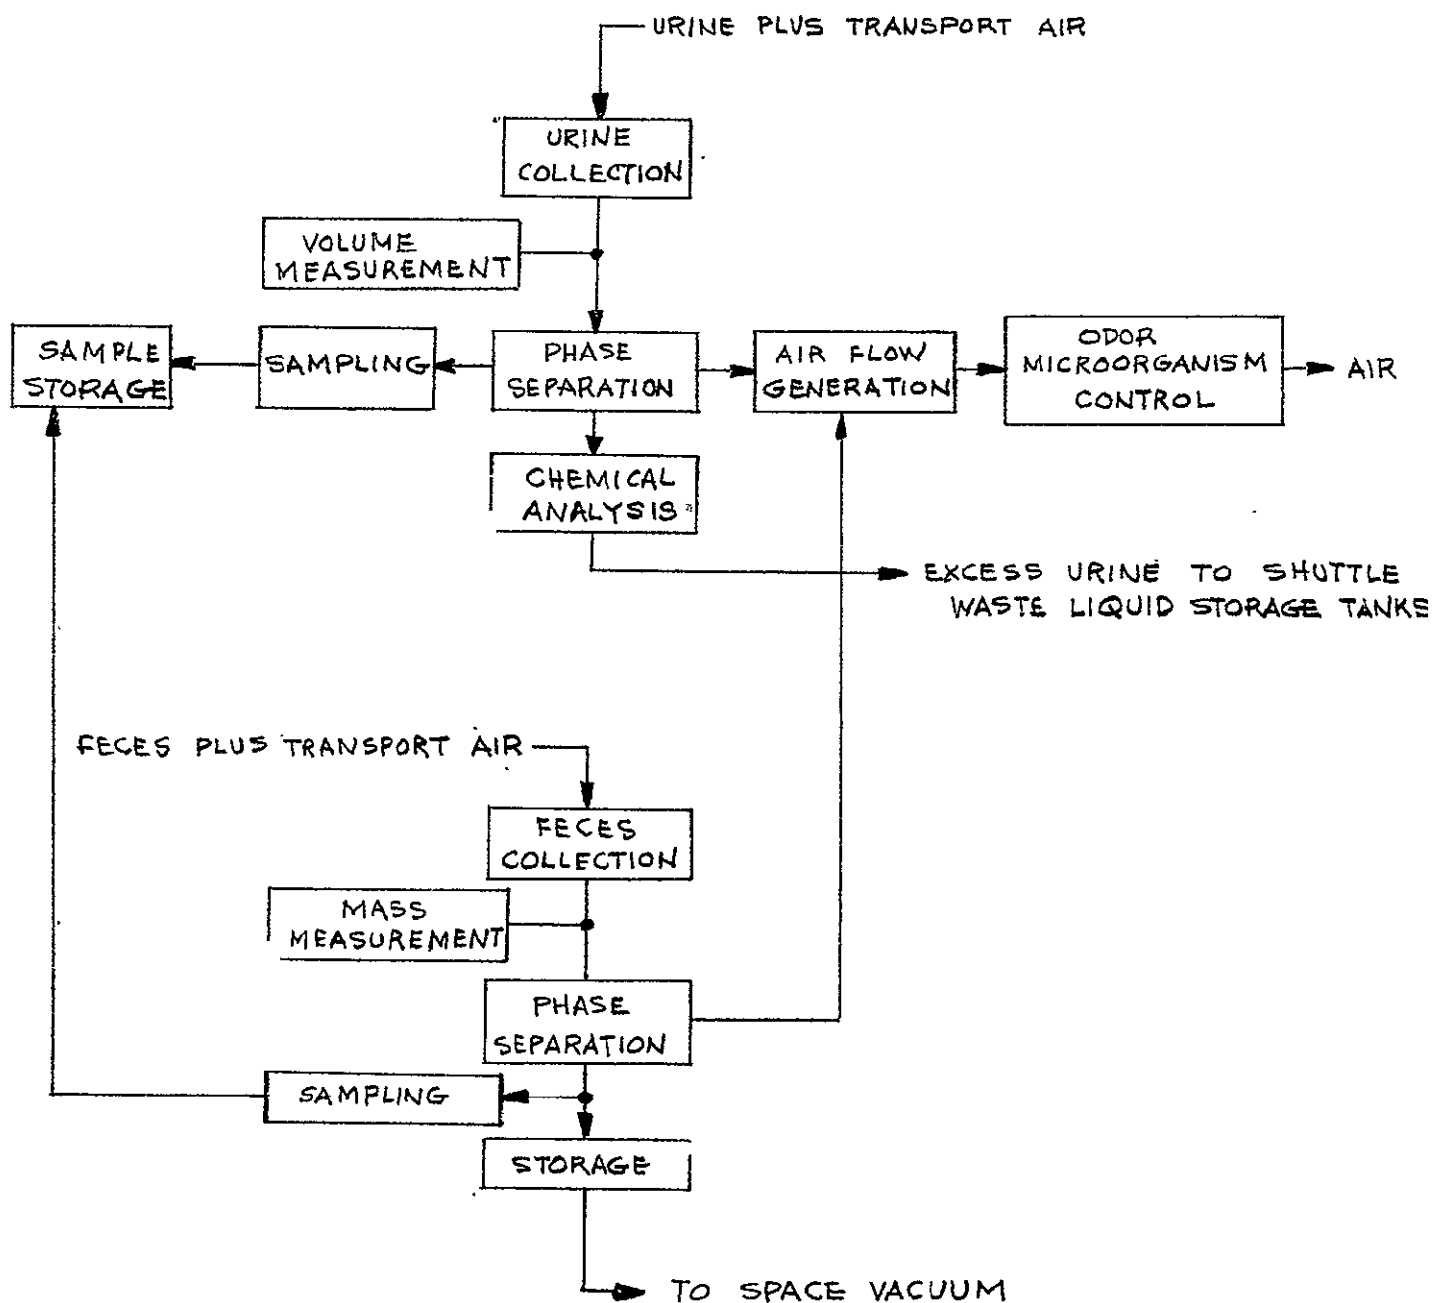 URINE PLUS TRANSPORT AIR
URINE
COLLECTION
VOLUME
MEASUREMENT
SAMPLE
STORAGE
SAMPLING
PHASE
SEPARATION
AIR FLOW
GENERATION
ODOR
MICROORGANISM
CONTROL
AIR
CHEMICAL
ANALYSIS
EXCESS URINE TO SHUTTLE
WASTE LIQUID STORAGE TANKS
FECES PLUS TRANSPORT AIR
FECES
COLLECTION
MASS
MEASUREMENT
PHASE
SEPARATION
SAMPLING
STORAGE
TO SPACE VACUUM